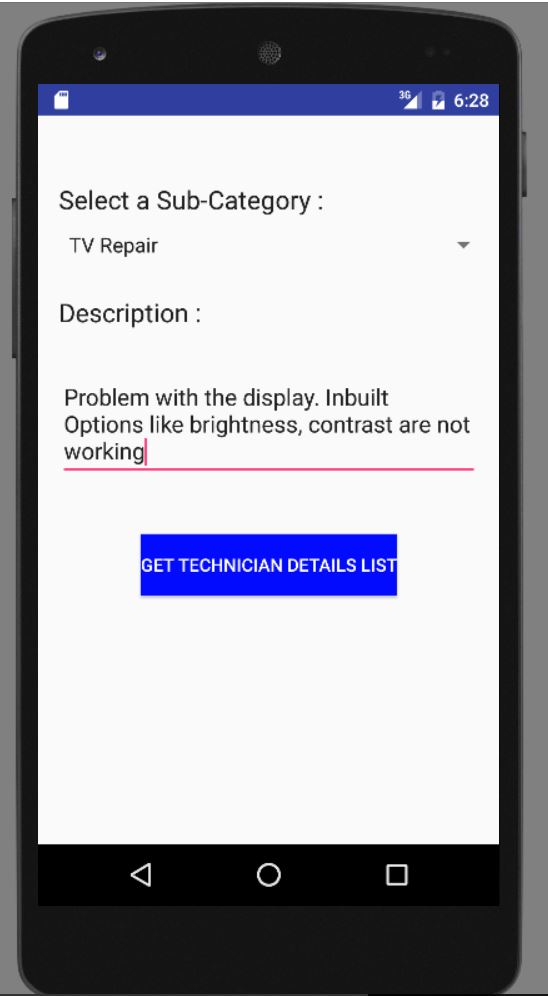 3G 6:28
Select a Sub-Category :
TV Repair
Description :
Problem with the display. Inbuilt
Options like brightness, contrast are not
working
GET TECHNICIAN DETAILS LIST